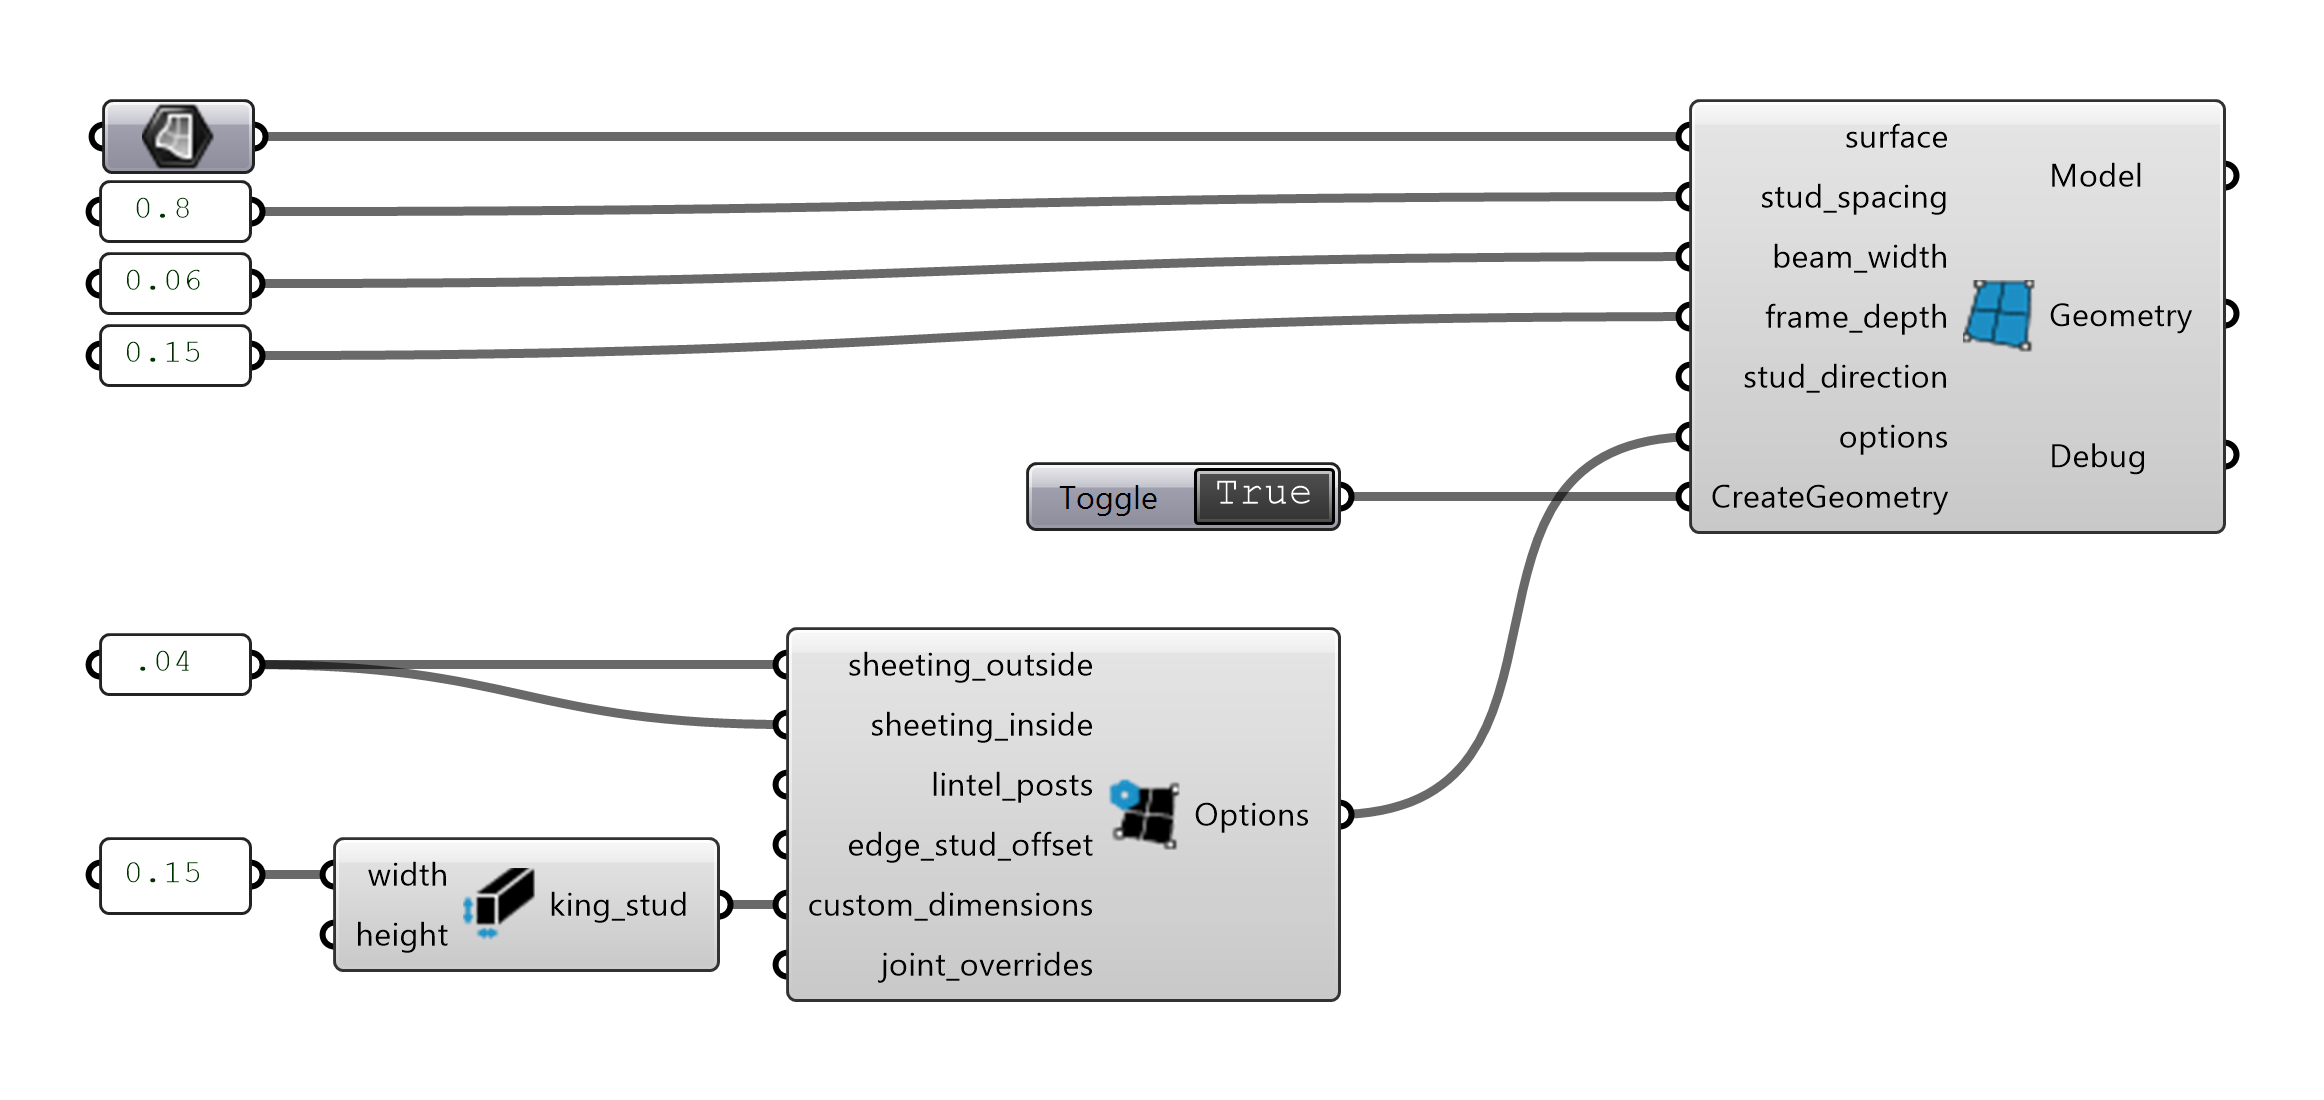 0.8
0.06
0.15
surface
stud_spacing
beam_width
frame_depth
stud_direction
options
CreateGeometry
Model
Geometry
Debug
Toggle True
.04
0.15
width
height
king_stud
sheeting_outside
sheeting_inside
lintel_posts
edge_stud_offset
custom_dimensions
joint_overrides
Options